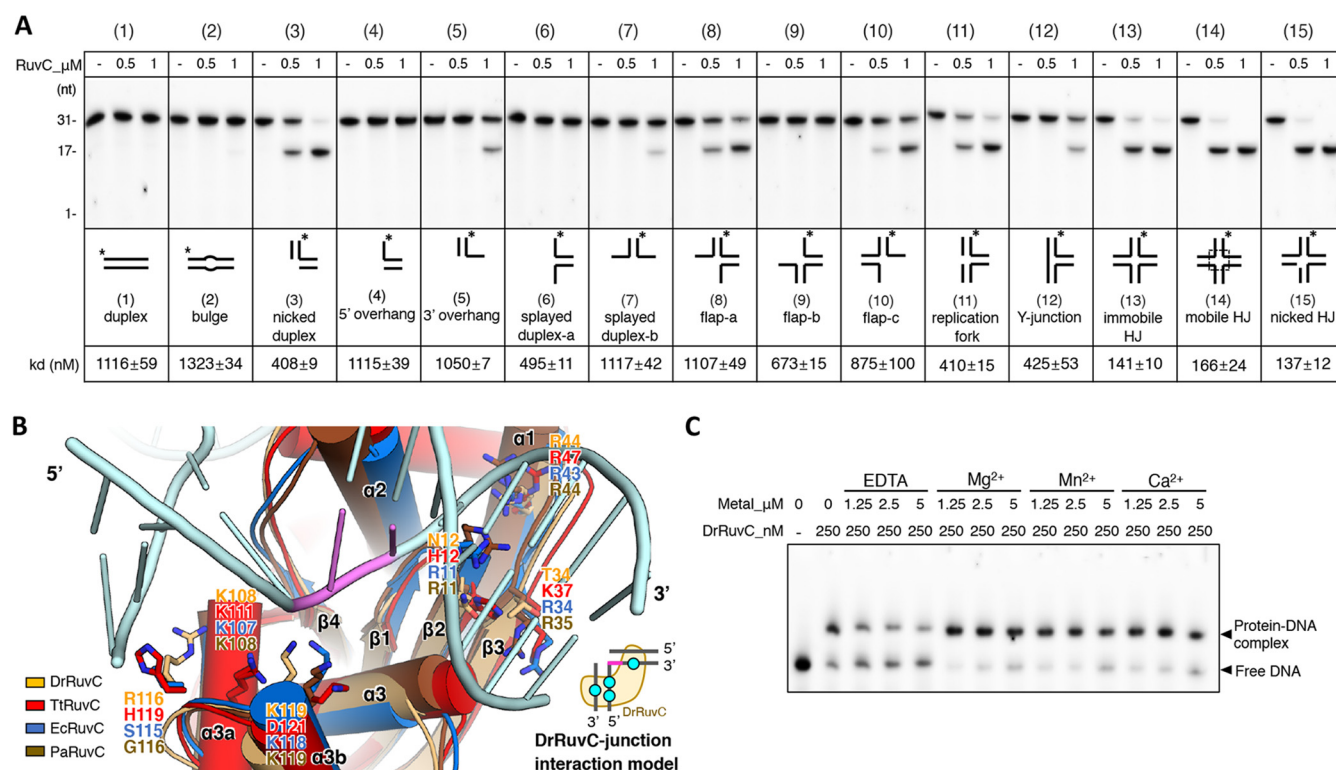 A
(1) (2) (3) (4) (5) (6) (7) (8) (9) (10) (11) (12) (13) (14) (15)
RuvC_μM - 0.5 1 - 0.5 1 - 0.5 1 - 0.5 1 - 0.5 1 - 0.5 1 - 0.5 1 - 0.5 1 - 0.5 1 - 0.5 1 - 0.5 1 - 0.5 1 - 0.5 1 - 0.5 1 - 0.5 1
(nt)
31-
17-
1-
* * * * * * * * * * * * * * *
(1) (2) (3) (4) (5) (6) (7) (8) (9) (10) (11) (12) (13) (14) (15)
duplex bulge nicked duplex 5' overhang 3' overhang splayed duplex-a splayed duplex-b flap-a flap-b flap-c replication fork Y-junction immobile HJ mobile HJ nicked HJ
kd (nM) 1116±59 1323±34 408±9 1115±39 1050±7 495±11 1117±42 1107±49 673±15 875±100 410±15 425±53 141±10 166±24 137±12
B
5'
α2
α1
R44
R47
R43
R44
N12
H12
R11
R11
T34
K37
R34
R35
3'
K108
K111
K107
K108
β4
β1
β2
β3
α3
R116
H119
S115
G116
α3a
K119
D121
K118
K119
α3b
DrRuvC
TtRuvC
EcRuvC
PaRuvC
5'
3'
3' 5'
DrRuvC
DrRuvC-junction
interaction model
C
EDTA Mg2+ Mn2+ Ca2+
Metal_μM 0 0 1.25 2.5 5 1.25 2.5 5 1.25 2.5 5 1.25 2.5 5
DrRuvC_nM - 250 250 250 250 250 250 250 250 250 250 250 250 250
Protein-DNA
complex
Free DNA